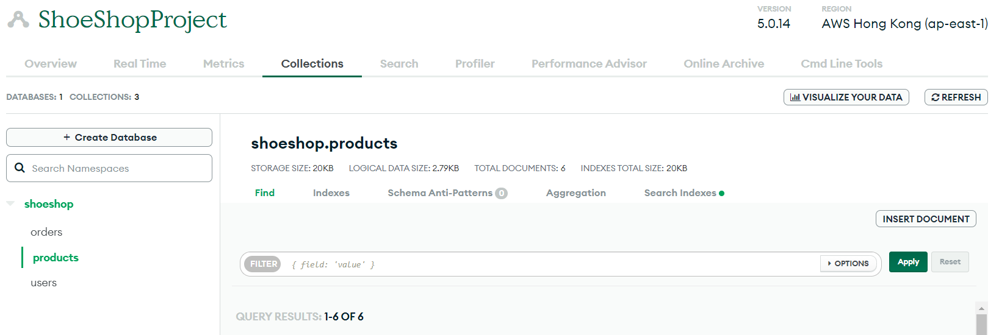 ShoeShopProject
VERSION
5.0.14
REGION
AWS Hong Kong (ap-east-1)
Overview Real Time Metrics Collections Search Profiler Performance Advisor Online Archive Cmd Line Tools
DATABASES: 1 COLLECTIONS: 3
VISUALIZE YOUR DATA
REFRESH
+ Create Database
Search Namespaces
shoeshop
orders
products
users
shoeshop.products
STORAGE SIZE: 20KB LOGICAL DATA SIZE: 2.79KB TOTAL DOCUMENTS: 6 INDEXES TOTAL SIZE: 20KB
Find Indexes Schema Anti-Patterns 0 Aggregation Search Indexes
INSERT DOCUMENT
FILTER { field: 'value' } OPTIONS Apply Reset
QUERY RESULTS: 1-6 OF 6